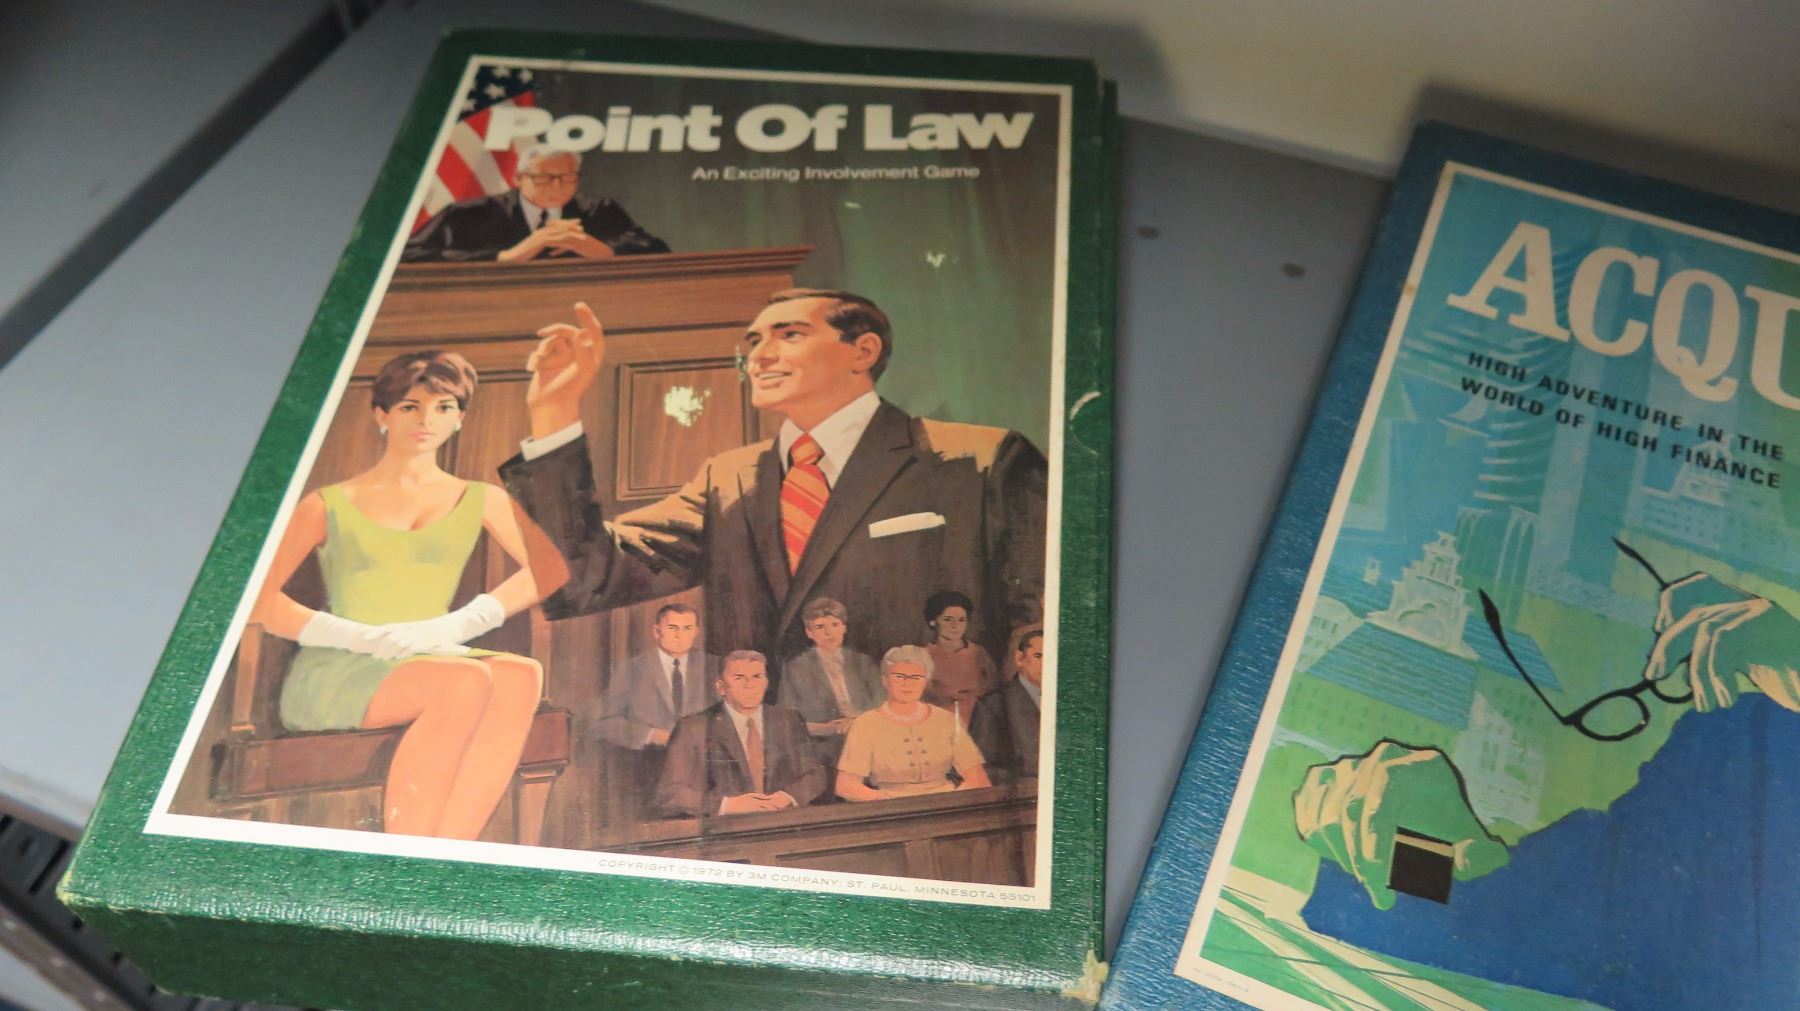 Point Of Law
An Exciting Involvement Game
COPYRIGHT © 1972 BY 3M COMPANY, ST. PAUL, MINNESOTA 55101
ACQU
HIGH ADVENTURE IN THE
WORLD OF HIGH FINANCE